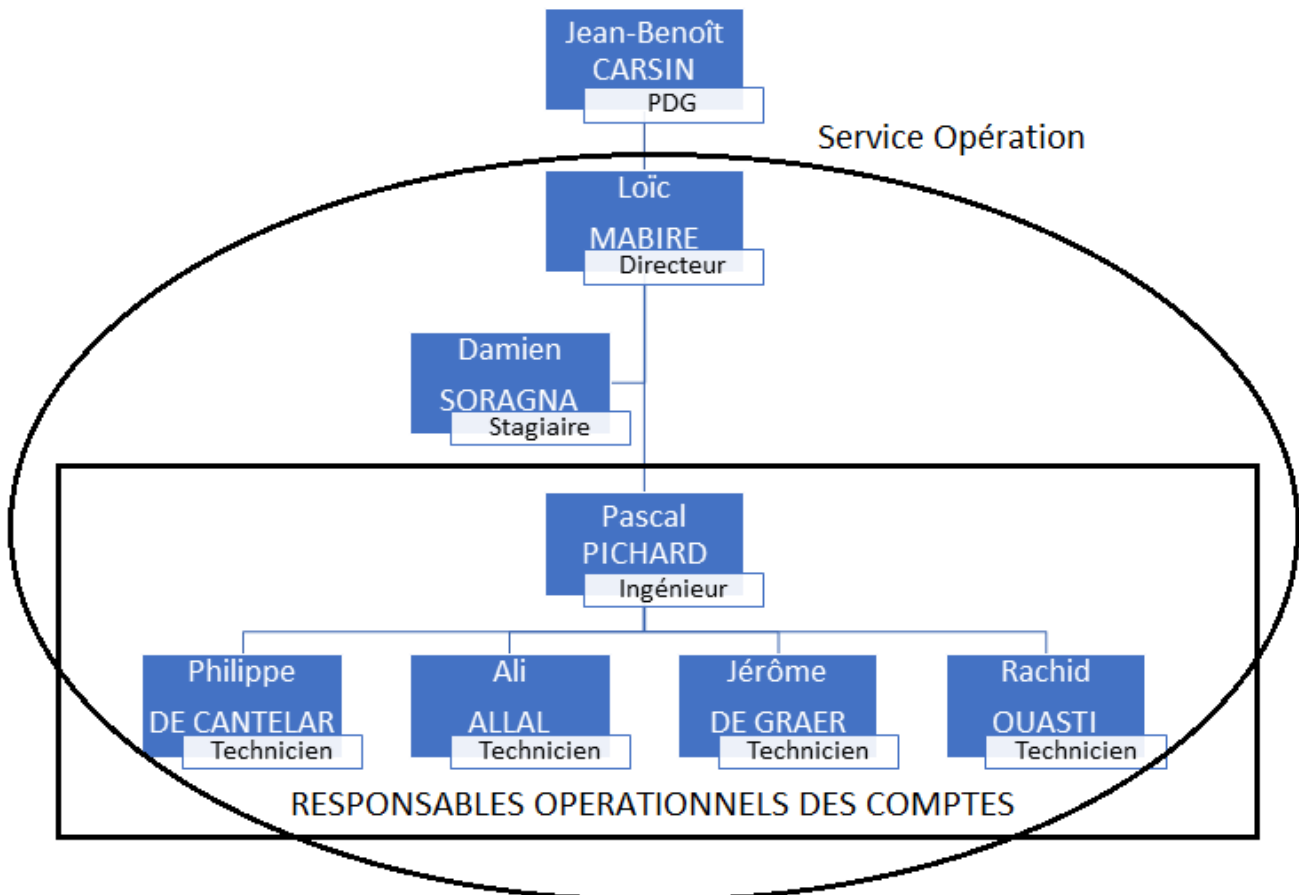 Jean-Benoît
CARSIN
PDG
Service Opération
Loïc
MABIRE
Directeur
Damien
SORAGNA
Stagiaire
Pascal
PICHARD
Ingénieur
Philippe
DE CANTELAR
Technicien
Ali
ALLAL
Technicien
Jérôme
DE GRAER
Technicien
Rachid
OUASTI
Technicien
RESPONSABLES OPERATIONNELS DES COMPTES